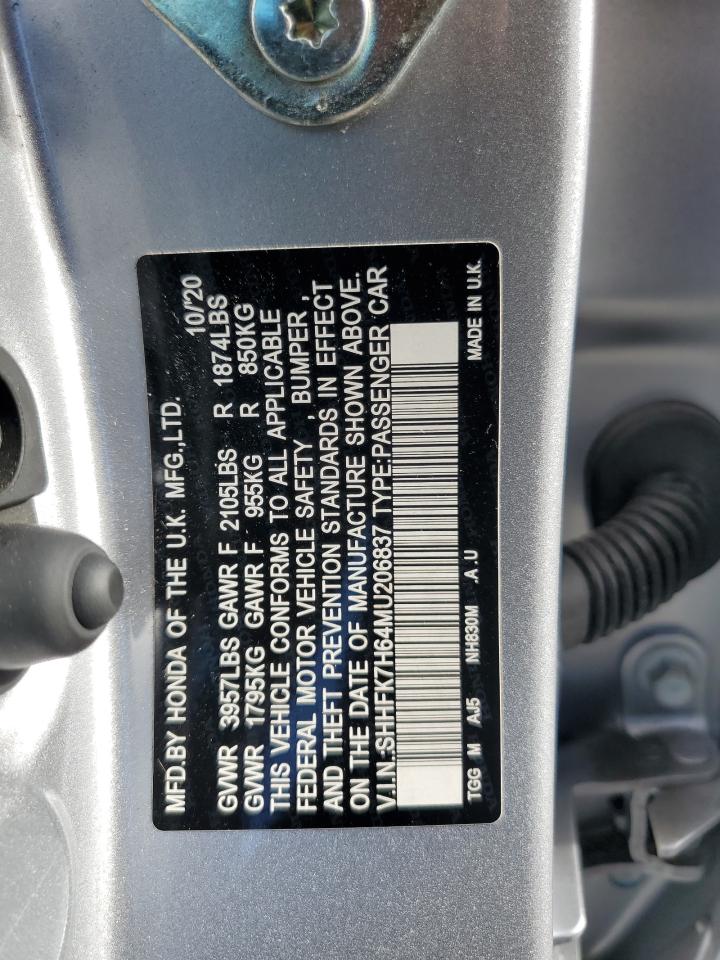 MFD.BY HONDA OF THE U.K. MFG.,LTD. 10/'20
GVWR 3957LBS GAWR F 2105LBS R 1874LBS
GVWR 1795KG GAWR F 955KG R 850KG
THIS VEHICLE CONFORMS TO ALL APPLICABLE
FEDERAL MOTOR VEHICLE SAFETY , BUMPER ,
AND THEFT PREVENTION STANDARDS IN EFFECT
ON THE DATE OF MANUFACTURE SHOWN ABOVE.
V.I.N.:SHHFK7H64MU206837 TYPE:PASSENGER CAR
TGG M AJ5 NH830M .A.U MADE IN U.K.